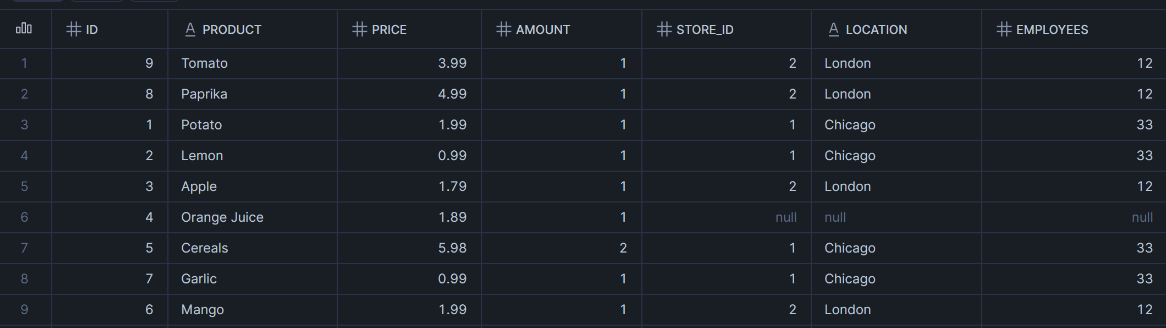 ID PRODUCT PRICE AMOUNT STORE_ID LOCATION EMPLOYEES
1 9 Tomato 3.99 1 2 London 12
2 8 Paprika 4.99 1 2 London 12
3 1 Potato 1.99 1 1 Chicago 33
4 2 Lemon 0.99 1 1 Chicago 33
5 3 Apple 1.79 1 2 London 12
6 4 Orange Juice 1.89 1 null null null
7 5 Cereals 5.98 2 1 Chicago 33
8 7 Garlic 0.99 1 1 Chicago 33
9 6 Mango 1.99 1 2 London 12